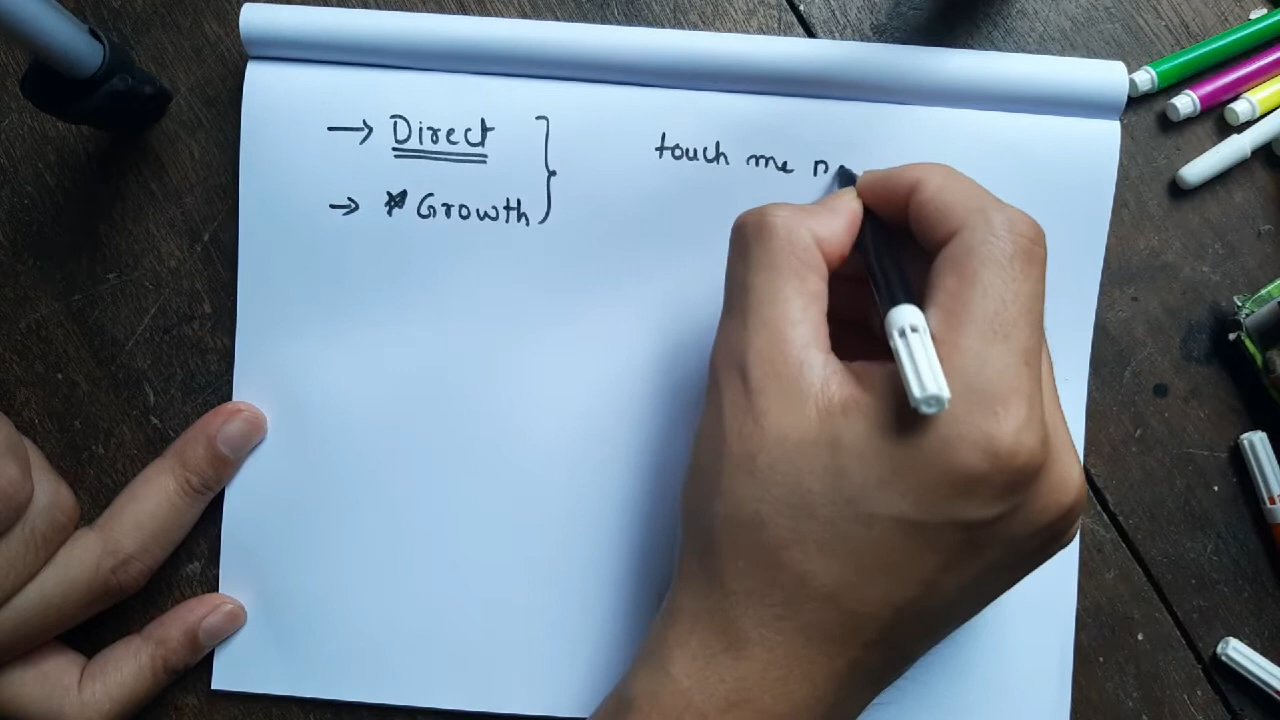 → Direct
→ Growth
touch me n